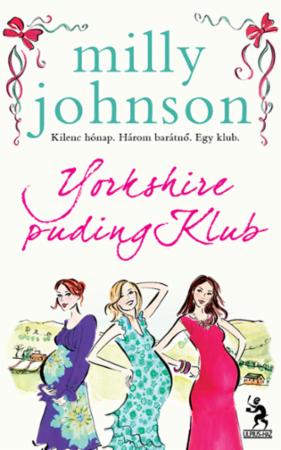 milly
johnson
Kilenc hónap. Három barátnő. Egy klub.
Yorkshire
puding Klub